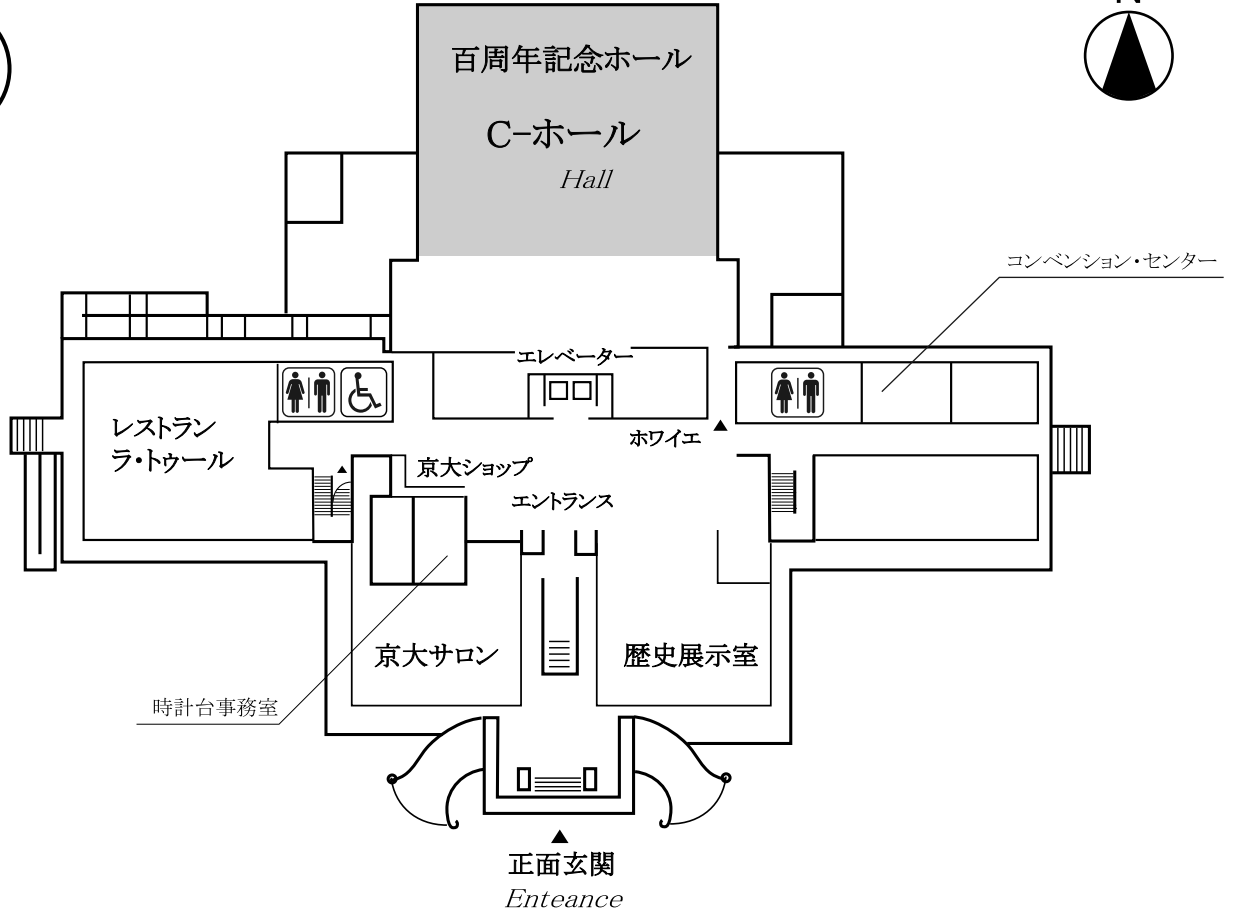 N
百周年記念ホール
C-ホール
Hall
コンベンション・センター
エレベーター
レストラン
ラ・トゥール
ホワイエ
京大ショップ
エントランス
京大サロン
歴史展示室
時計台事務室
正面玄関
Enteance